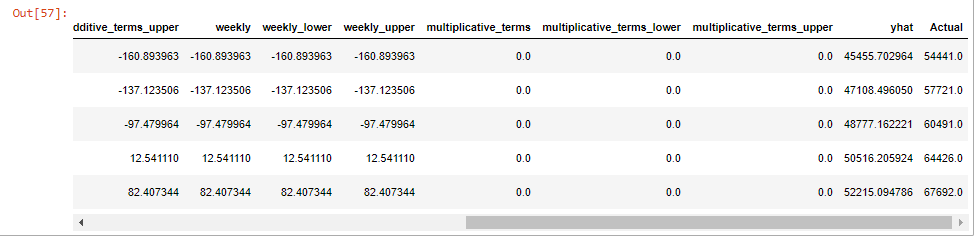 Out[57]:
dditive_terms_upper weekly weekly_lower weekly_upper multiplicative_terms multiplicative_terms_lower multiplicative_terms_upper yhat Actual
-160.893963 -160.893963 -160.893963 -160.893963 0.0 0.0 0.0 45455.702964 54441.0
-137.123506 -137.123506 -137.123506 -137.123506 0.0 0.0 0.0 47108.496050 57721.0
-97.479964 -97.479964 -97.479964 -97.479964 0.0 0.0 0.0 48777.162221 60491.0
12.541110 12.541110 12.541110 12.541110 0.0 0.0 0.0 50516.205924 64426.0
82.407344 82.407344 82.407344 82.407344 0.0 0.0 0.0 52215.094786 67692.0